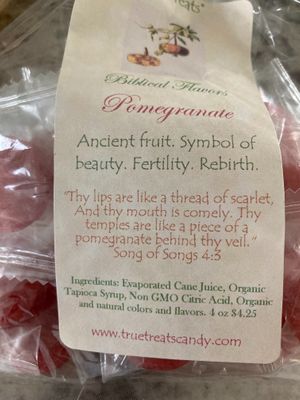 Treats
Biblical Flavors
Pomegranate
Ancient fruit. Symbol of
beauty. Fertility. Rebirth.
"Thy lips are like a thread of scarlet,
And thy mouth is comely. Thy
temples are like a piece of a
pomegranate behind thy veil."
Song of Songs 4:3
Ingredients: Evaporated Cane Juice, Organic
Tapioca Syrup, Non GMO Citric Acid, Organic
and natural colors and flavors. 4 oz $4.25
www.truetreatscandy.com